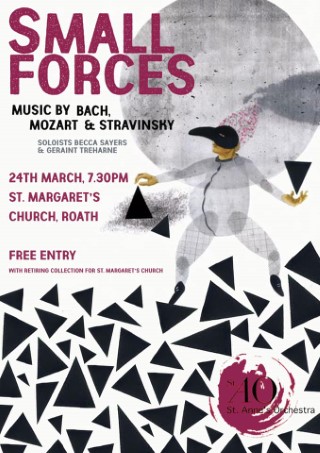 SMALL
FORCES
MUSIC BY BACH,
MOZART & STRAVINSKY
SOLOISTS BECCA SAYERS
& GERAINT TREHARNE
24TH MARCH, 7.30PM
ST. MARGARET'S
CHURCH, ROATH
FREE ENTRY
WITH RETIRING COLLECTION FOR ST. MARGARET'S CHURCH
St. Anne's Orchestra